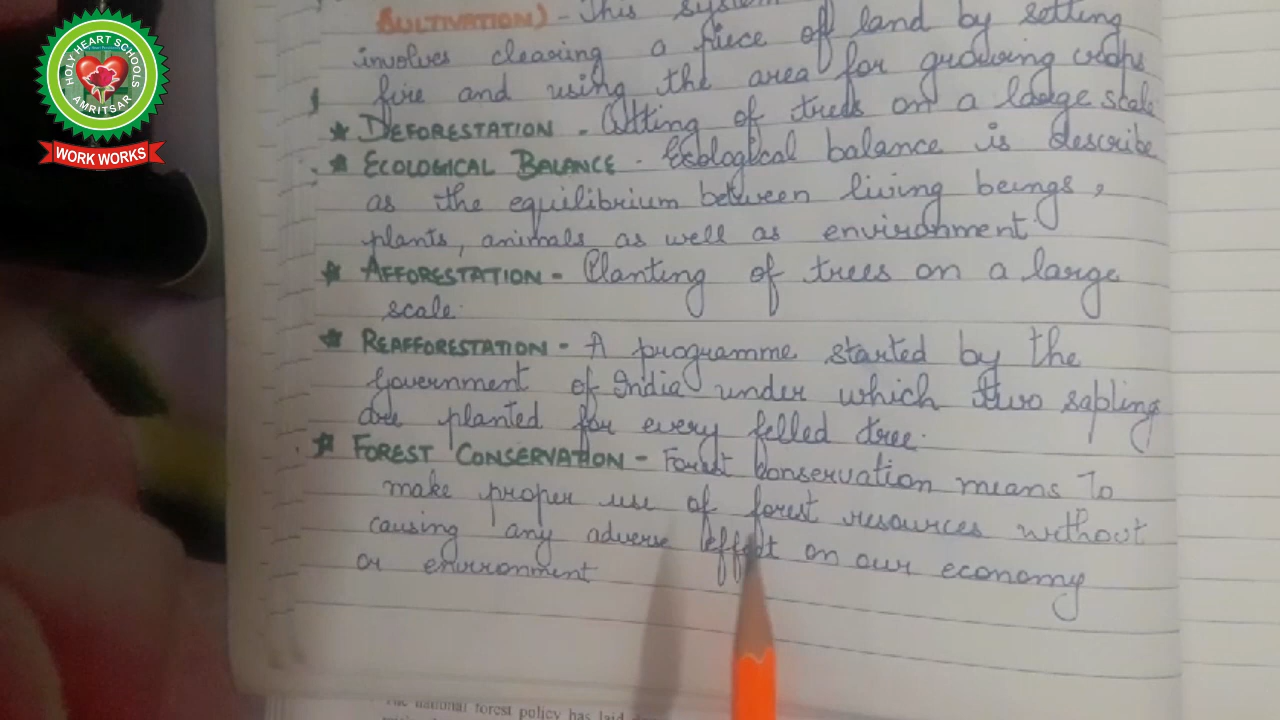 HOLY HEART SCHOOLS
AMRITSAR
WORK WORKS
BULTIVATION) - This system
involves clearing a piece of land by setting
fire and using the area for growing crops
★ DEFORESTATION - Cutting of trees on a large scale
★ ECOLOGICAL BALANCE - Ecological balance is describe
as the equilibrium between living beings,
plants, animals as well as environment
★ AFFORESTATION - Planting of trees on a large
scale.
★ REAFFORESTATION - A programme started by the
Government of India under which two sapling
are planted for every felled tree.
★ FOREST CONSERVATION - Forest Conservation means To
make proper use of forest resources without
causing any adverse effect on our economy
or environment
The national forest policy has laid